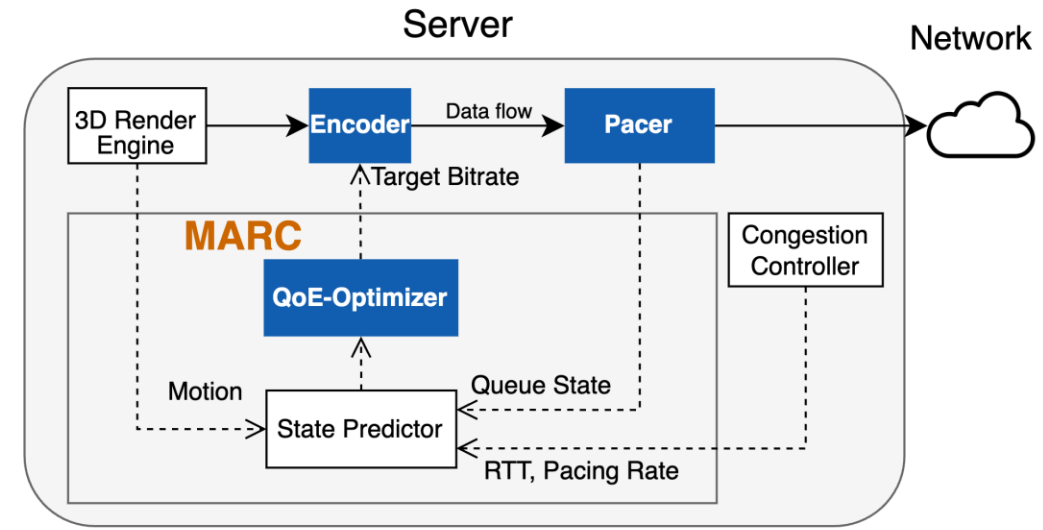 Server
Network
3D Render
Engine
Encoder
Data flow
Pacer
Target Bitrate
MARC
Congestion
Controller
QoE-Optimizer
Motion
Queue State
State Predictor
RTT, Pacing Rate